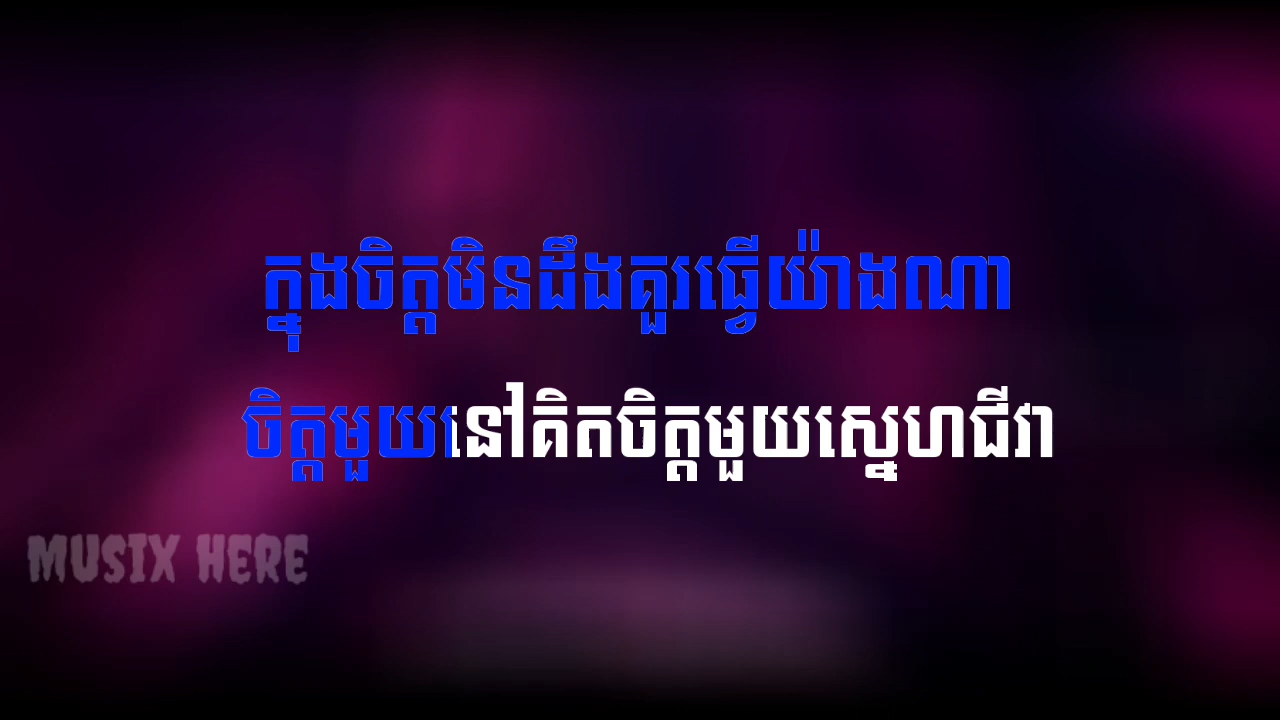 ក្នុងចិត្តមិនដឹងគួរធ្វើយ៉ាងណា
ចិត្តមួយនៅគិតចិត្តមួយស្នេហជីវា
MUSIX HERE